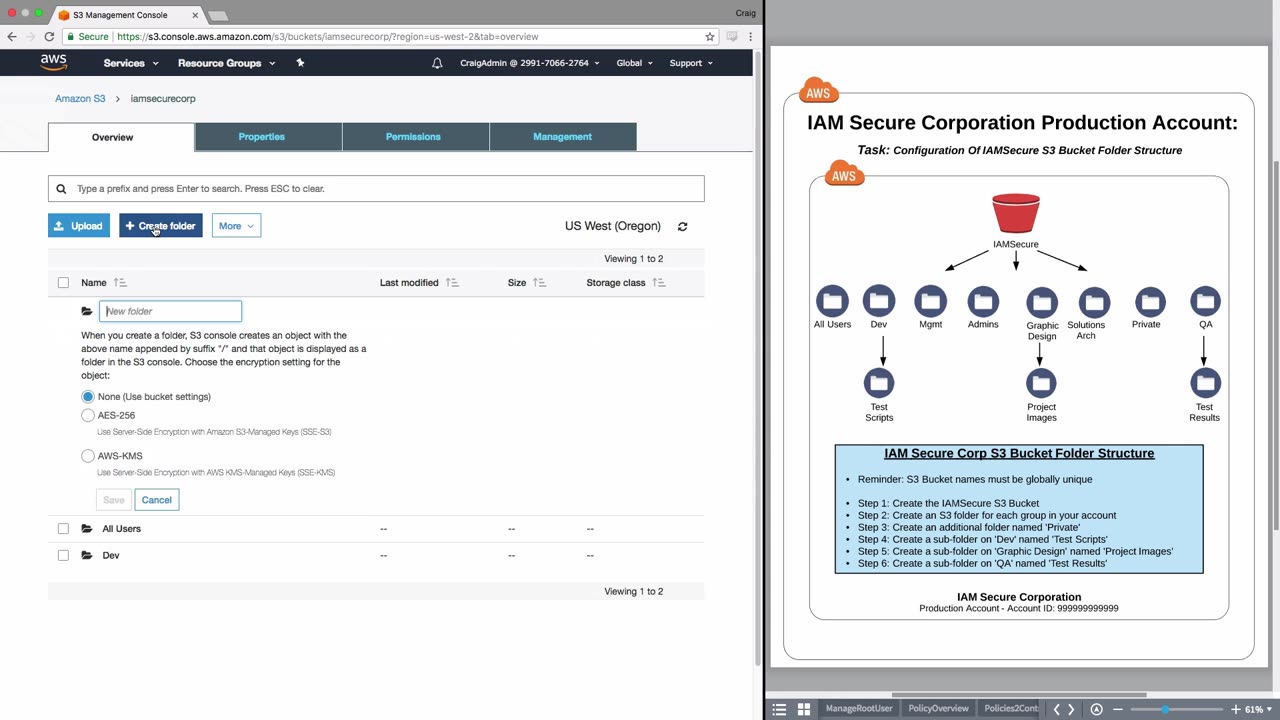 S3 Management Console
Craig
Secure
https://s3.console.aws.amazon.com/s3/buckets/iamsecurecorp/?region=us-west-2&tab=overview
aws
Services
Resource Groups
CraigAdmin @ 2991-7066-2764
Global
Support
Amazon S3 > iamsecurecorp
Overview
Properties
Permissions
Management
Type a prefix and press Enter to search. Press ESC to clear.
Upload
+ Create folder
More
US West (Oregon)
Viewing 1 to 2
Name
Last modified
Size
Storage class
New folder
When you create a folder, S3 console creates an object with the
above name appended by suffix "/" and that object is displayed as a
folder in the S3 console. Choose the encryption setting for the
object:
None (Use bucket settings)
AES-256
Use Server-Side Encryption with Amazon S3-Managed Keys (SSE-S3)
AWS-KMS
Use Server-Side Encryption with AWS KMS-Managed Keys (SSE-KMS)
Save
Cancel
All Users -- -- --
Dev -- -- --
Viewing 1 to 2
AWS
IAM Secure Corporation Production Account:
Task: Configuration Of IAMSecure S3 Bucket Folder Structure
AWS
IAMSecure
All Users
Dev
Mgmt
Admins
Graphic
Design
Solutions
Arch
Private
QA
Test
Scripts
Project
Images
Test
Results
IAM Secure Corp S3 Bucket Folder Structure
• Reminder: S3 Bucket names must be globally unique
• Step 1: Create the IAMSecure S3 Bucket
• Step 2: Create an S3 folder for each group in your account
• Step 3: Create an additional folder named 'Private'
• Step 4: Create a sub-folder on 'Dev' named 'Test Scripts'
• Step 5: Create a sub-folder on 'Graphic Design' named 'Project Images'
• Step 6: Create a sub-folder on 'QA' named 'Test Results'
IAM Secure Corporation
Production Account - Account ID: 999999999999
ManageRootUser
PolicyOverview
Policies2Cont
61%